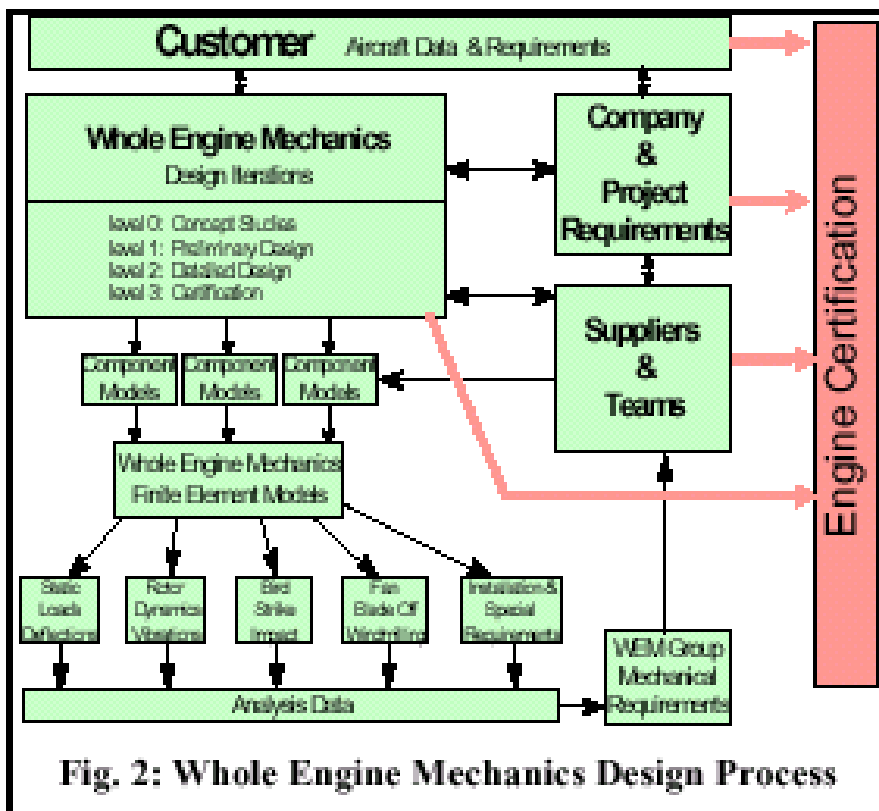 Customer Aircraft Data & Requirements
Whole Engine Mechanics
Design Iterations
level 0: Concept Studies
level 1: Preliminary Design
level 2: Detailed Design
level 3: Certification
Company
&
Project
Requirements
Suppliers
&
Teams
Engine Certification
Component
Models
Component
Models
Component
Models
Whole Engine Mechanics
Finite Element Models
Static
Loads
Deflections
Rotor
Dynamics
Vibrations
Bird
Strike
Impact
Fan
Blade Off
Windmilling
Installation &
Special
Requirements
WEM Group
Mechanical
Requirements
Analysis Data
Fig. 2: Whole Engine Mechanics Design Process